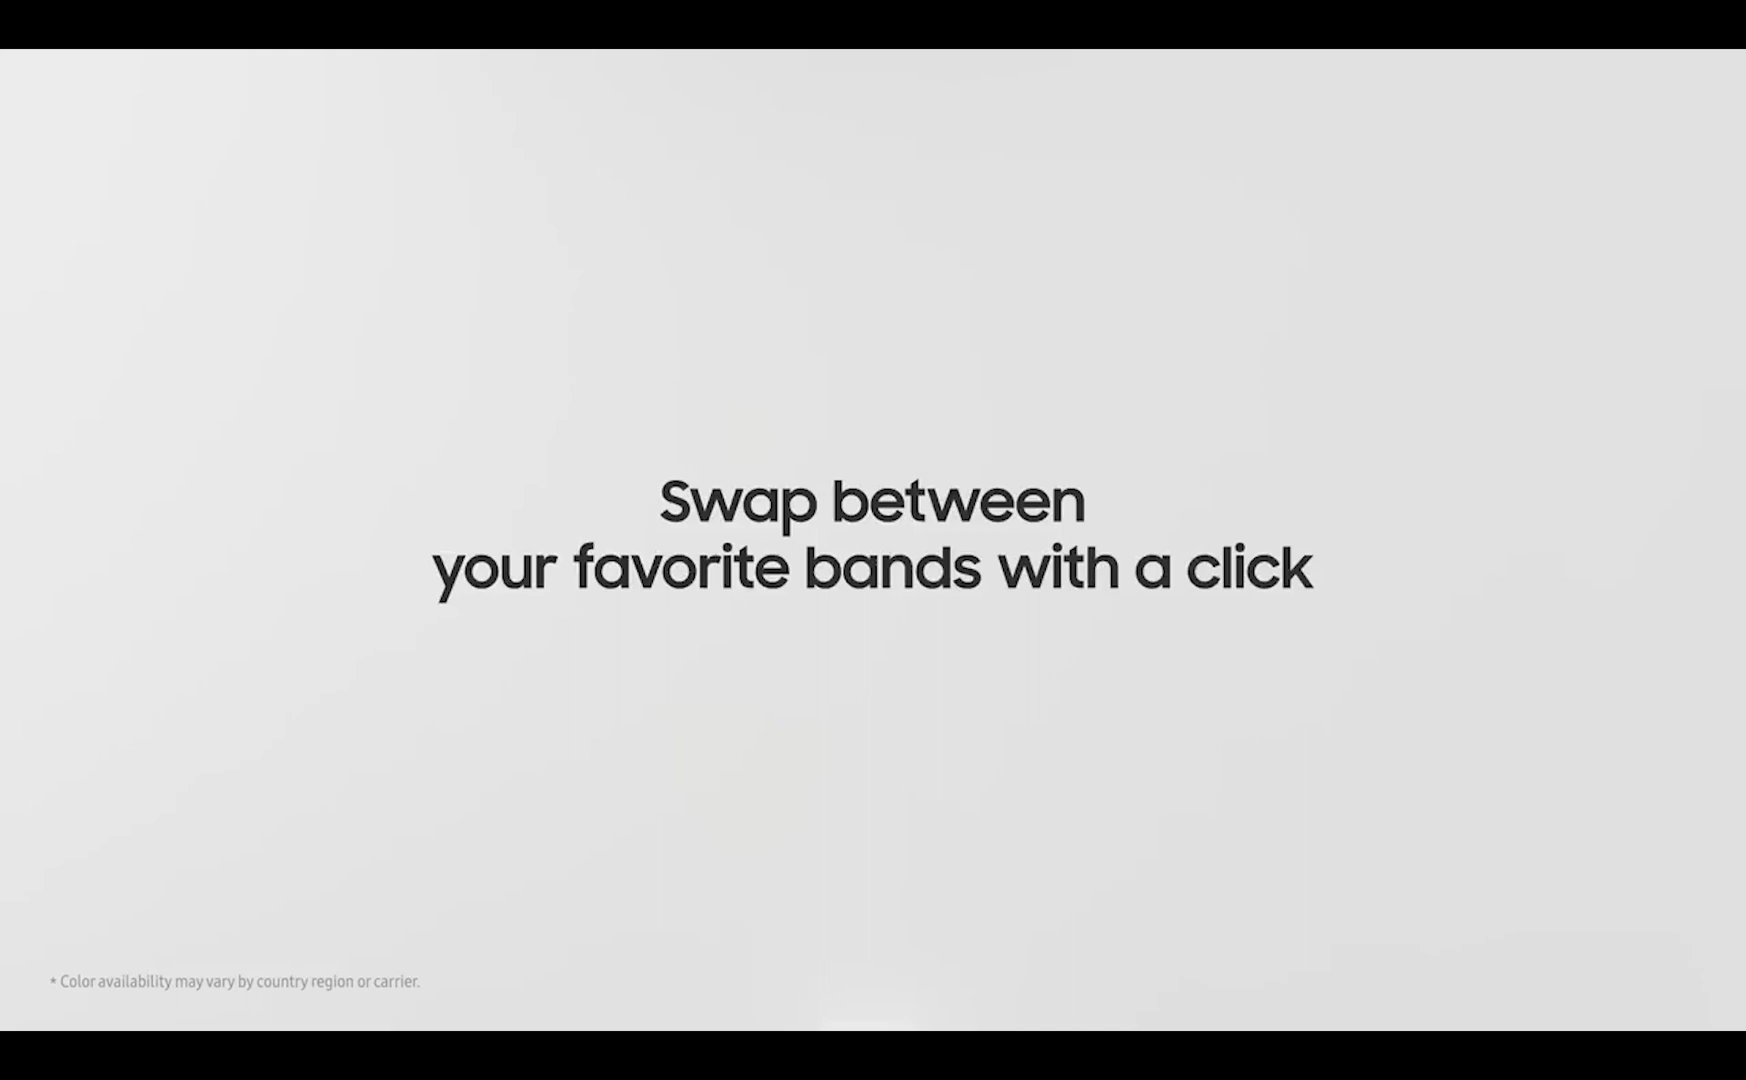 Swap between
your favorite bands with a click
* Color availability may vary by country region or carrier.